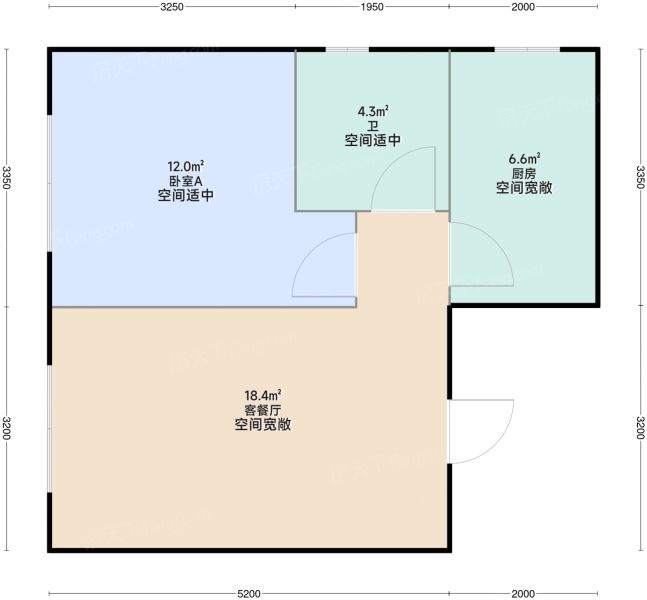 3250
1950
2000
3350
3350
12.0㎡
卧室A
空间适中
4.3㎡
卫
空间适中
6.6㎡
厨房
空间宽敞
18.4㎡
客餐厅
空间宽敞
3200
3200
5200
2000